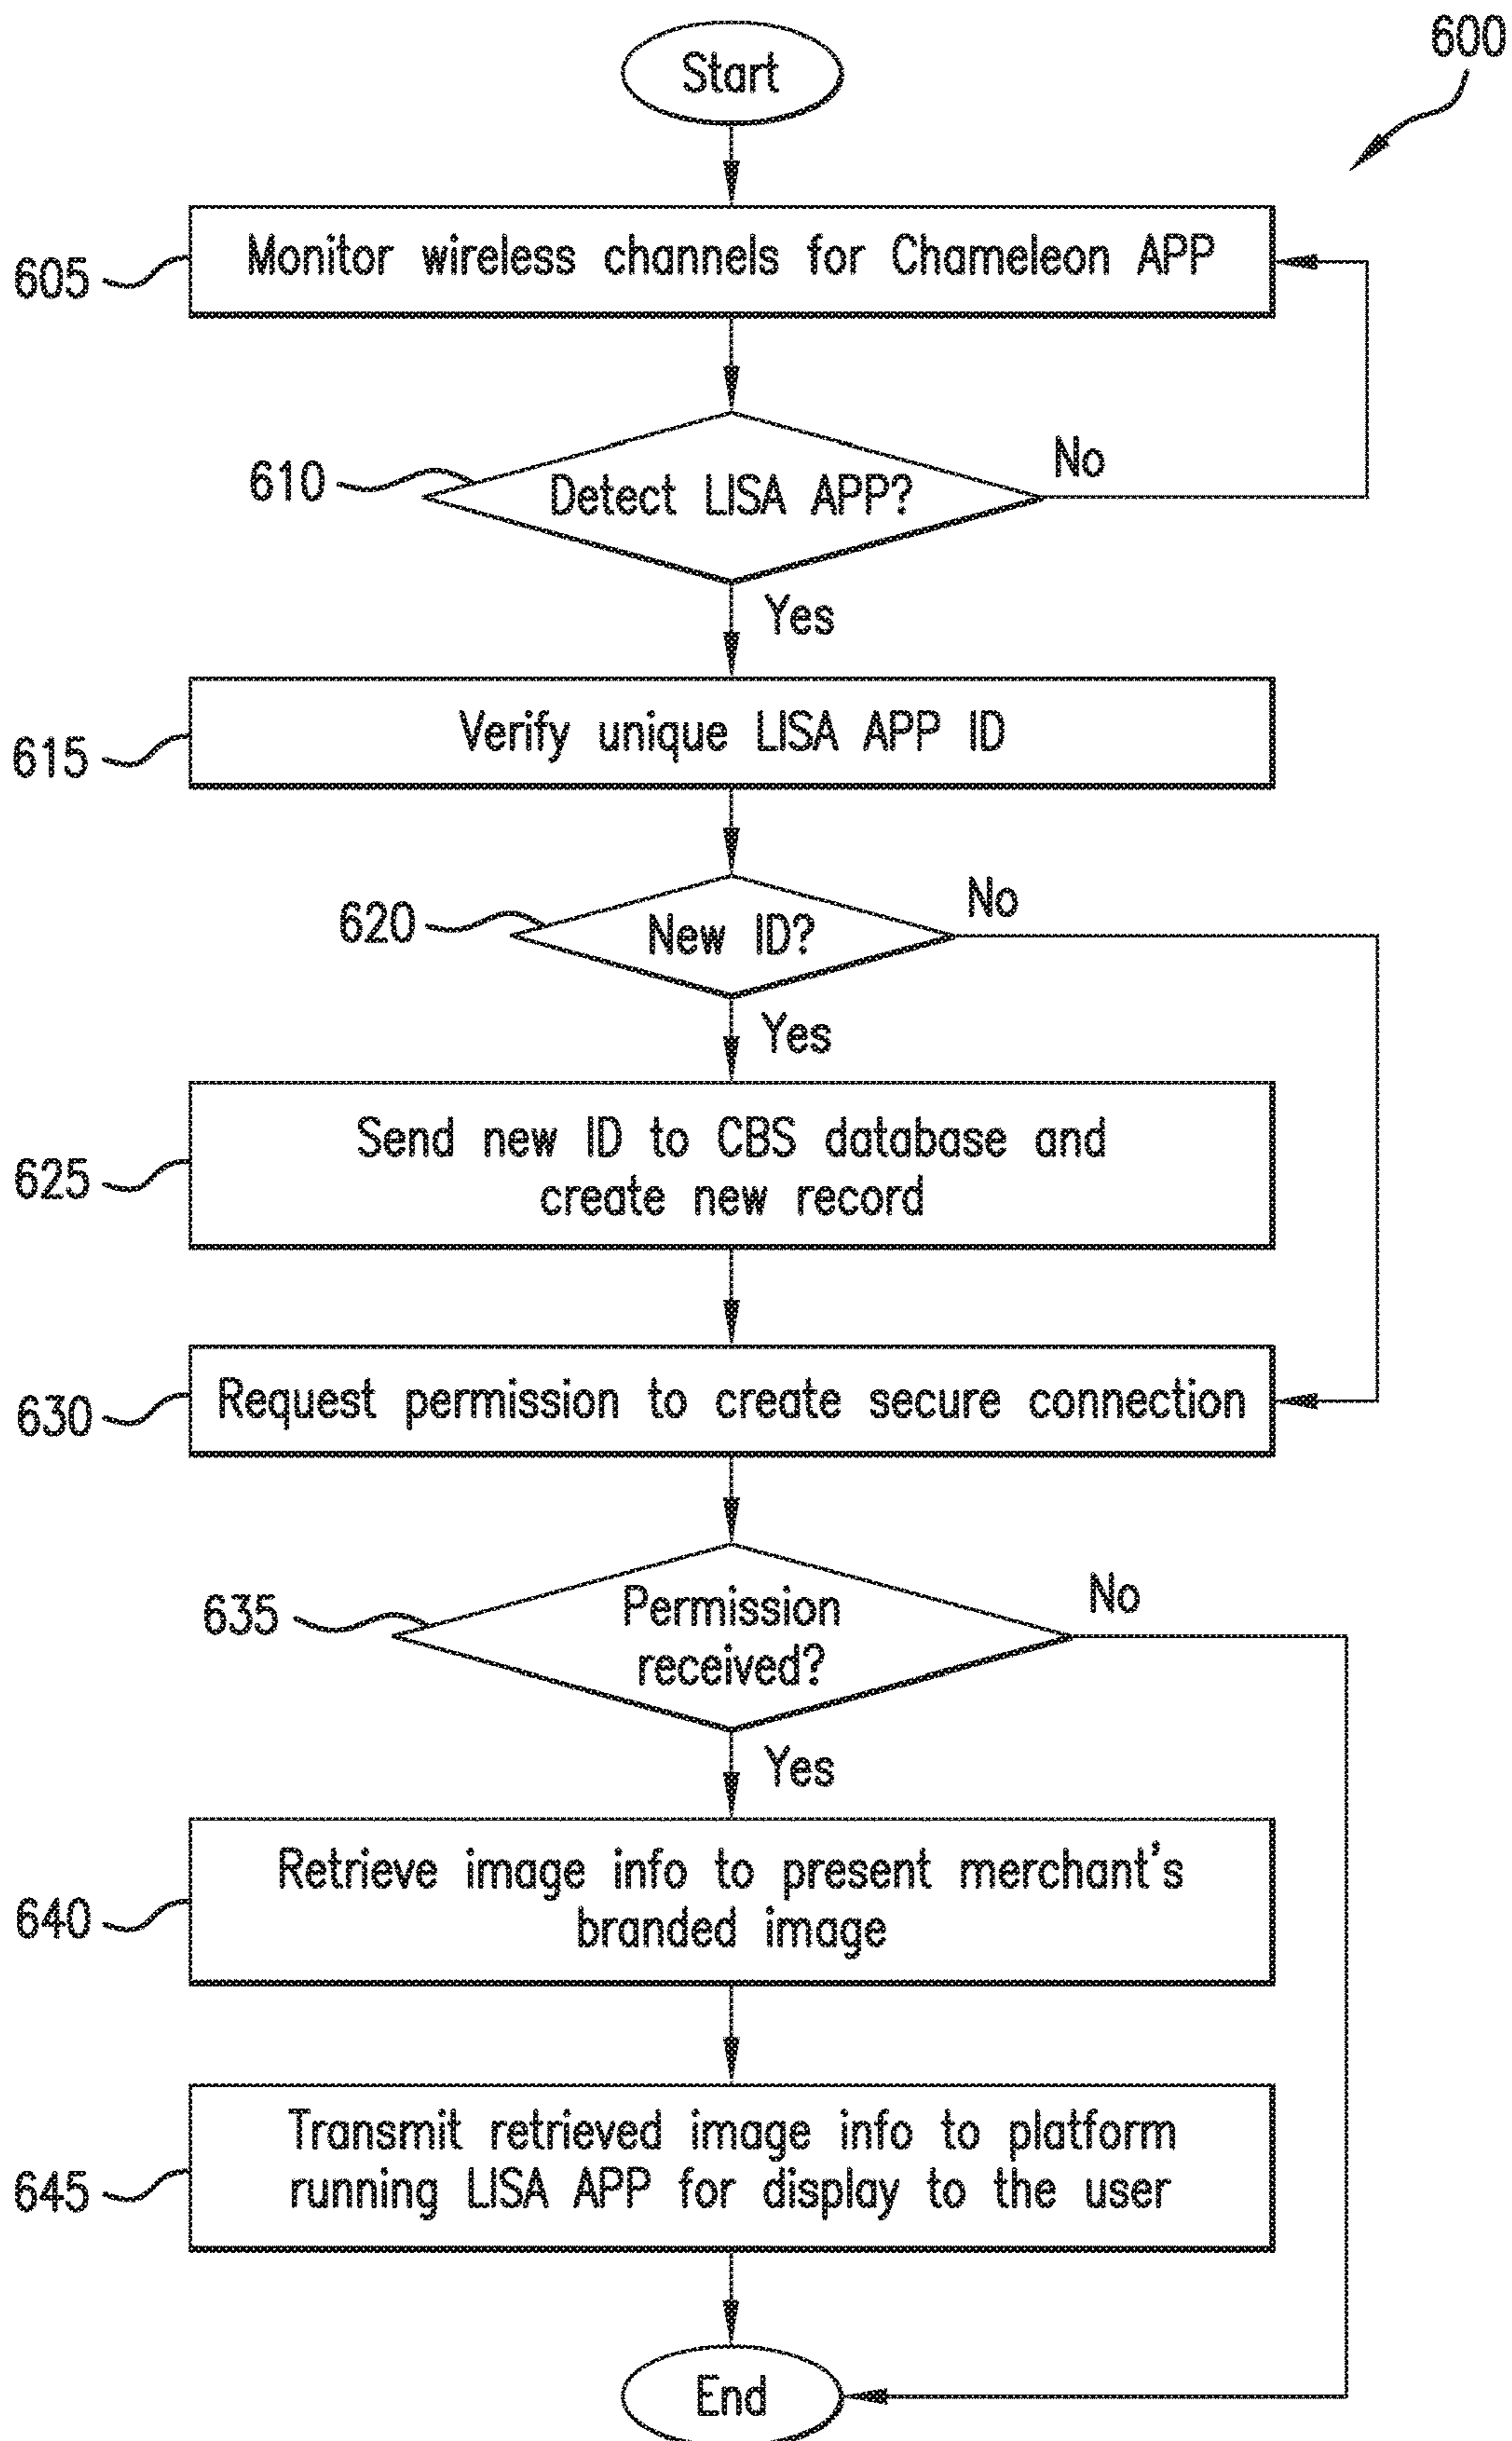 600
Start
605
Monitor wireless channels for Chameleon APP
610
Detect LISA APP?
No
Yes
615
Verify unique LISA APP ID
620
New ID?
No
Yes
625
Send new ID to CBS database and
create new record
630
Request permission to create secure connection
635
Permission
received?
No
Yes
640
Retrieve image info to present merchant's
branded image
645
Transmit retrieved image info to platform
running LISA APP for display to the user
End